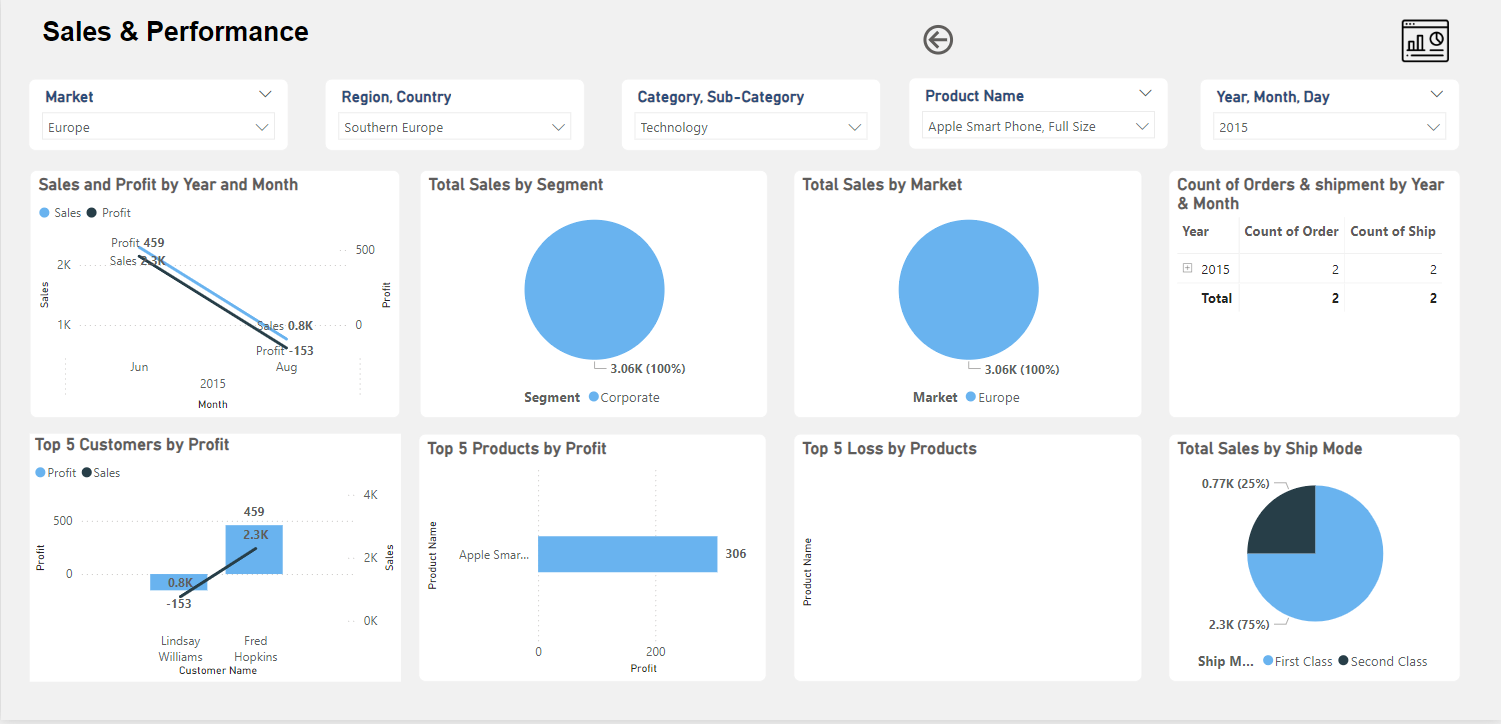 Sales & Performance
Market
Europe
Region, Country
Southern Europe
Category, Sub-Category
Technology
Product Name
Apple Smart Phone, Full Size
Year, Month, Day
2015
Sales and Profit by Year and Month
Sales Profit
Profit 459
Sales 2.3K
Sales 0.8K
Profit -153
2K
1K
Sales
500
0
Profit
Jun
Aug
2015
Month
Total Sales by Segment
3.06K (100%)
Segment Corporate
Total Sales by Market
3.06K (100%)
Market Europe
Count of Orders & shipment by Year
& Month
Year Count of Order Count of Ship
2015 2 2
Total 2 2
Top 5 Customers by Profit
Profit Sales
500
0
Profit
459
2.3K
0.8K
-153
4K
2K
0K
Sales
Lindsay
Williams
Fred
Hopkins
Customer Name
Top 5 Products by Profit
Product Name
Apple Smar...
306
0
200
Profit
Top 5 Loss by Products
Product Name
Total Sales by Ship Mode
0.77K (25%)
2.3K (75%)
Ship M... First Class Second Class